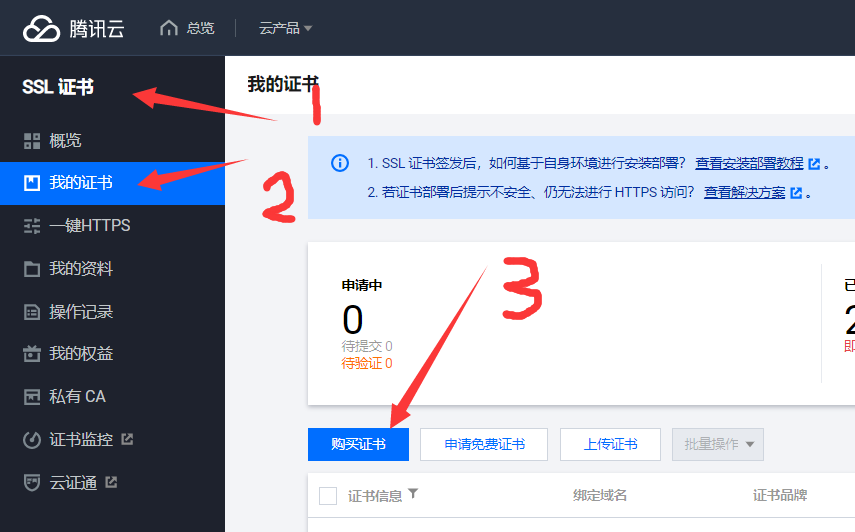 腾讯云 总览 云产品
SSL 证书
我的证书
1
概览
1. SSL 证书签发后，如何基于自身环境进行安装部署？ 查看安装部署教程 。
我的证书
2. 若证书部署后提示不安全、仍无法进行 HTTPS 访问？ 查看解决方案 。
2
一键HTTPS
我的资料
3
申请中
已
操作记录
0
2
待提交 0
即
我的权益
待验证 0
私有 CA
证书监控
购买证书 申请免费证书 上传证书 批量操作
云证通
证书信息 绑定域名 证书品牌